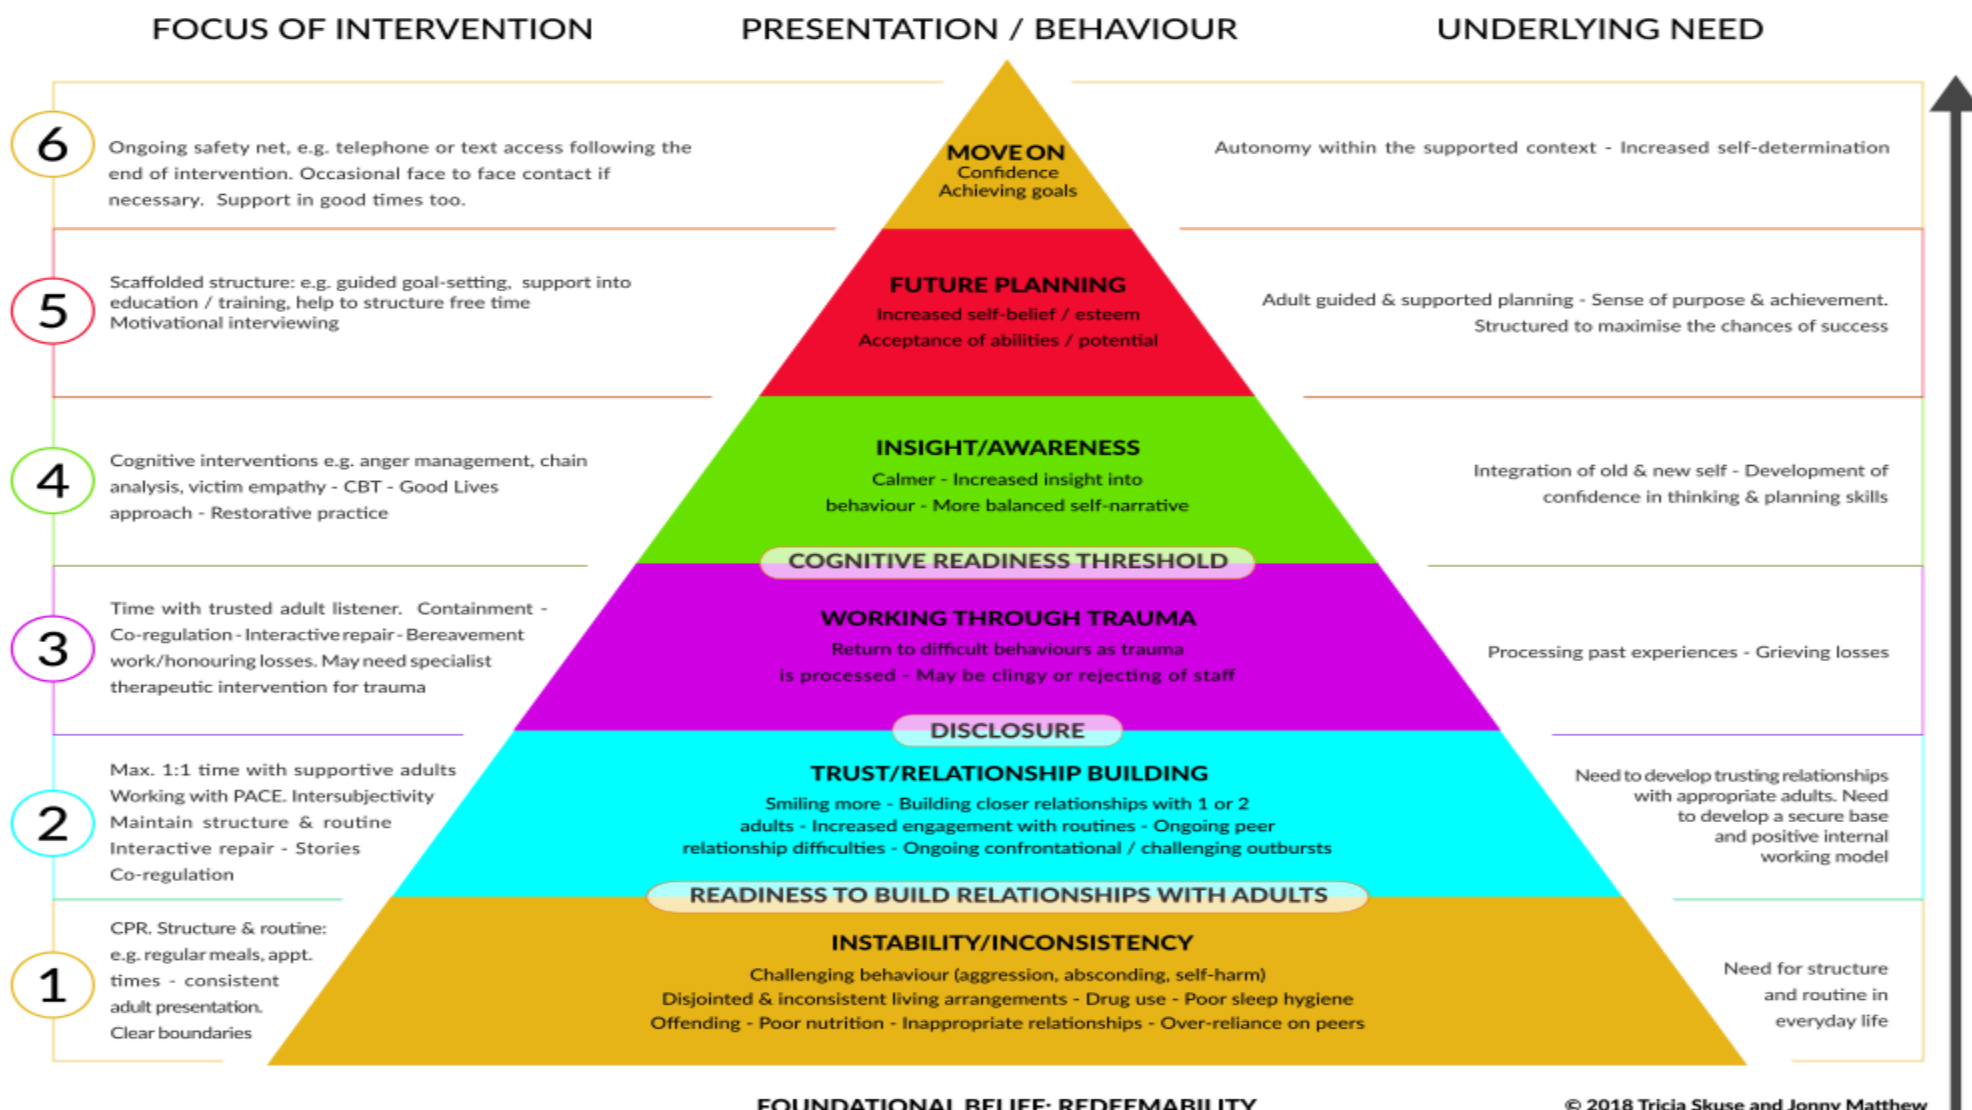 FOCUS OF INTERVENTION
PRESENTATION / BEHAVIOUR
UNDERLYING NEED
6
Ongoing safety net, e.g. telephone or text access following the
end of intervention. Occasional face to face contact if
necessary. Support in good times too.
MOVE ON
Confidence
Achieving goals
Autonomy within the supported context - Increased self-determination
5
Scaffolded structure: e.g. guided goal-setting, support into
education / training, help to structure free time
Motivational interviewing
FUTURE PLANNING
Increased self-belief / esteem
Acceptance of abilities / potential
Adult guided & supported planning - Sense of purpose & achievement.
Structured to maximise the chances of success
4
Cognitive interventions e.g. anger management, chain
analysis, victim empathy - CBT - Good Lives
approach - Restorative practice
INSIGHT/AWARENESS
Calmer - Increased insight into
behaviour - More balanced self-narrative
Integration of old & new self - Development of
confidence in thinking & planning skills
COGNITIVE READINESS THRESHOLD
3
Time with trusted adult listener. Containment -
Co-regulation - Interactive repair - Bereavement
work/honouring losses. May need specialist
therapeutic intervention for trauma
WORKING THROUGH TRAUMA
Return to difficult behaviours as trauma
is processed - May be clingy or rejecting of staff
Processing past experiences - Grieving losses
DISCLOSURE
2
Max. 1:1 time with supportive adults
Working with PACE. Intersubjectivity
Maintain structure & routine
Interactive repair - Stories
Co-regulation
TRUST/RELATIONSHIP BUILDING
Smiling more - Building closer relationships with 1 or 2
adults - Increased engagement with routines - Ongoing peer
relationship difficulties - Ongoing confrontational / challenging outbursts
Need to develop trusting relationships
with appropriate adults. Need
to develop a secure base
and positive internal
working model
READINESS TO BUILD RELATIONSHIPS WITH ADULTS
1
CPR. Structure & routine:
e.g. regular meals, appt.
times - consistent
adult presentation.
Clear boundaries
INSTABILITY/INCONSISTENCY
Challenging behaviour (aggression, absconding, self-harm)
Disjointed & inconsistent living arrangements - Drug use - Poor sleep hygiene
Offending - Poor nutrition - Inappropriate relationships - Over-reliance on peers
Need for structure
and routine in
everyday life
FOUNDATIONAL BELIEF: REDEEMABILITY
© 2018 Tricia Skuse and Jonny Matthew